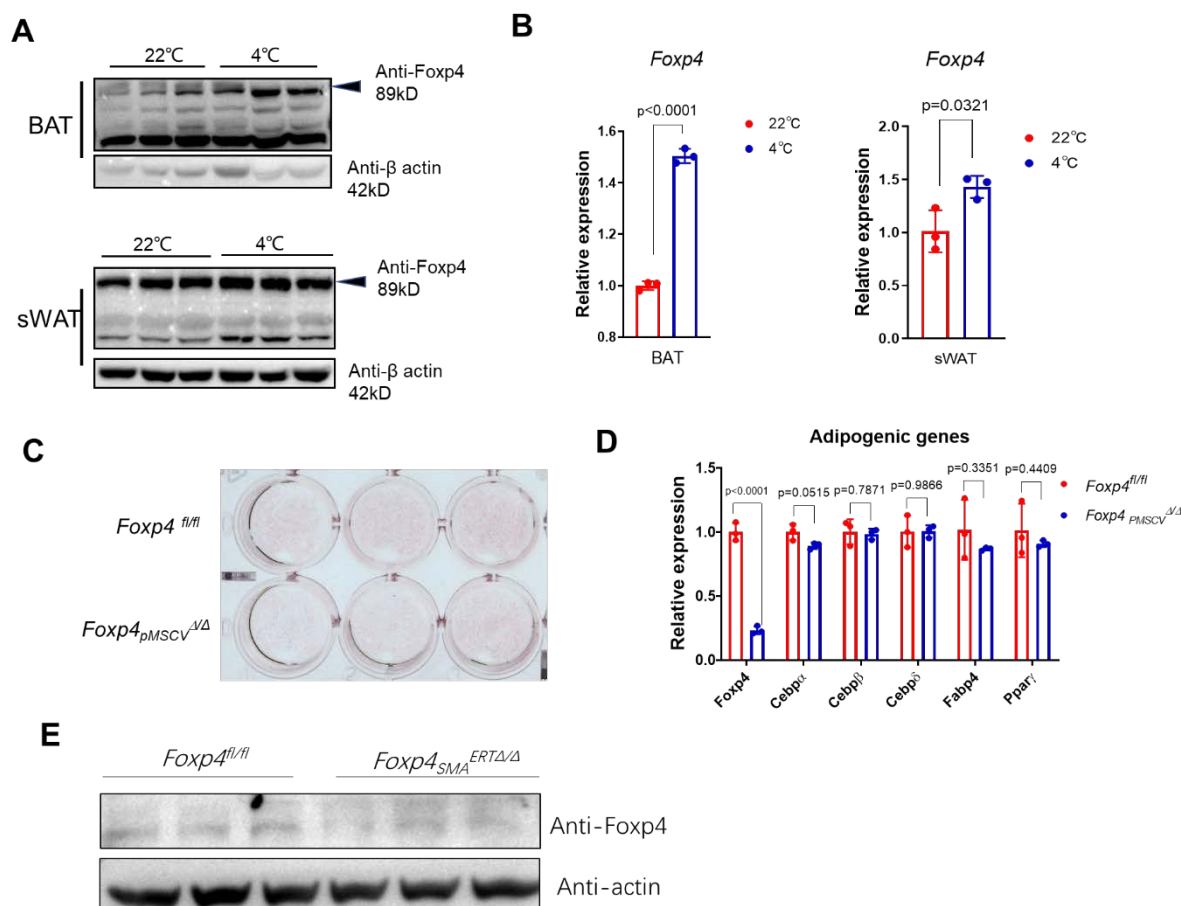 A
22℃ 4℃
BAT
Anti-Foxp4
89kD
Anti-β actin
42kD
22℃ 4℃
sWAT
Anti-Foxp4
89kD
Anti-β actin
42kD
B
Foxp4
p<0.0001
22℃
4℃
Relative expression
1.6
1.4
1.2
1.0
0.8
BAT
Foxp4
p=0.0321
22℃
4℃
Relative expression
2.0
1.5
1.0
0.5
0.0
sWAT
C
Foxp4 fl/fl
Foxp4pMSCVΔ/Δ
D
Adipogenic genes
p<0.0001 p=0.0515 p=0.7871 p=0.9866 p=0.3351 p=0.4409
Foxp4fl/fl
Foxp4 PMSCVΔ/Δ
Relative expression
1.5
1.0
0.5
0.0
Foxp4 Cebpα Cebpβ Cebpδ Fabp4 Pparγ
E
Foxp4fl/fl Foxp4SMAERTΔ/Δ
Anti-Foxp4
Anti-actin